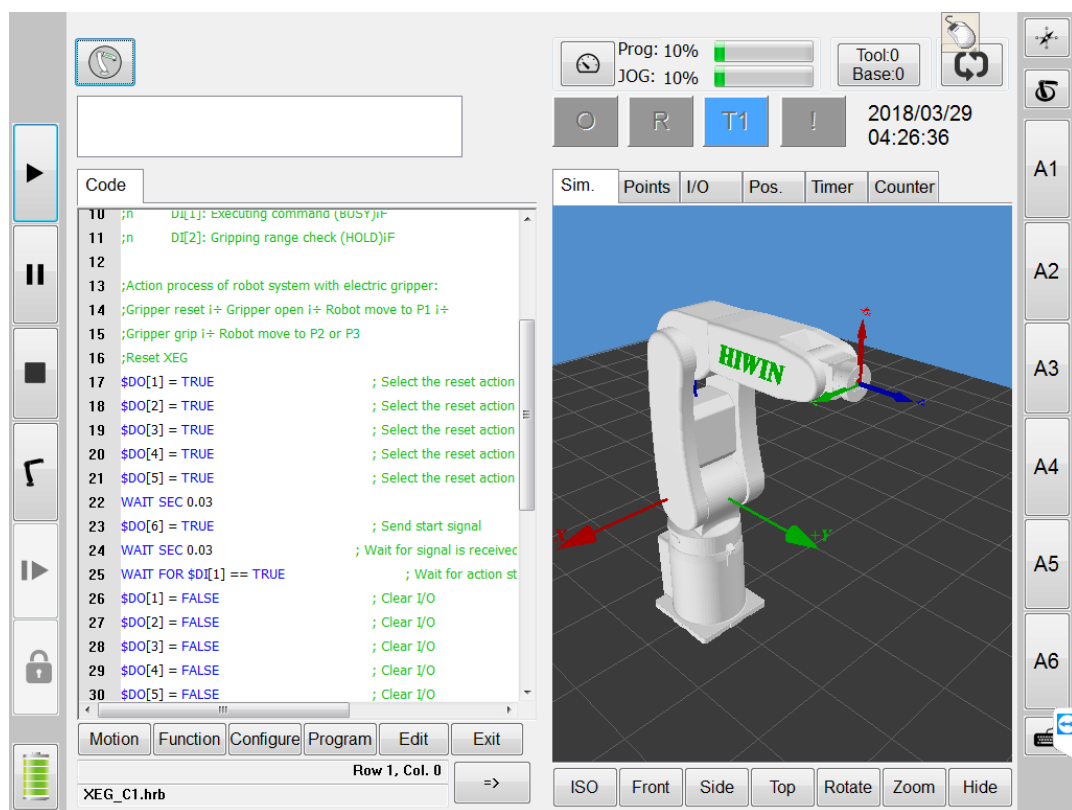 Prog: 10%
JOG: 10%
Tool:0
Base:0
O R T1 !
2018/03/29
04:26:36
Code
Sim. Points I/O Pos. Timer Counter
10 ;n DI[1]: Executing command (BUSY)¡F
11 ;n DI[2]: Gripping range check (HOLD)¡F
12
13 ;Action process of robot system with electric gripper:
14 ;Gripper reset ¡÷ Gripper open ¡÷ Robot move to P1 ¡÷
15 ;Gripper grip ¡÷ Robot move to P2 or P3
16 ;Reset XEG
17 $DO[1] = TRUE ; Select the reset action
18 $DO[2] = TRUE ; Select the reset action
19 $DO[3] = TRUE ; Select the reset action
20 $DO[4] = TRUE ; Select the reset action
21 $DO[5] = TRUE ; Select the reset action
22 WAIT SEC 0.03
23 $DO[6] = TRUE ; Send start signal
24 WAIT SEC 0.03 ; Wait for signal is received
25 WAIT FOR $DI[1] == TRUE ; Wait for action st
26 $DO[1] = FALSE ; Clear I/O
27 $DO[2] = FALSE ; Clear I/O
28 $DO[3] = FALSE ; Clear I/O
29 $DO[4] = FALSE ; Clear I/O
30 $DO[5] = FALSE ; Clear I/O
HIWIN
X
+Y
A1
A2
A3
A4
A5
A6
Motion Function Configure Program Edit Exit
Row 1, Col. 0
XEG_C1.hrb
=>
ISO Front Side Top Rotate Zoom Hide